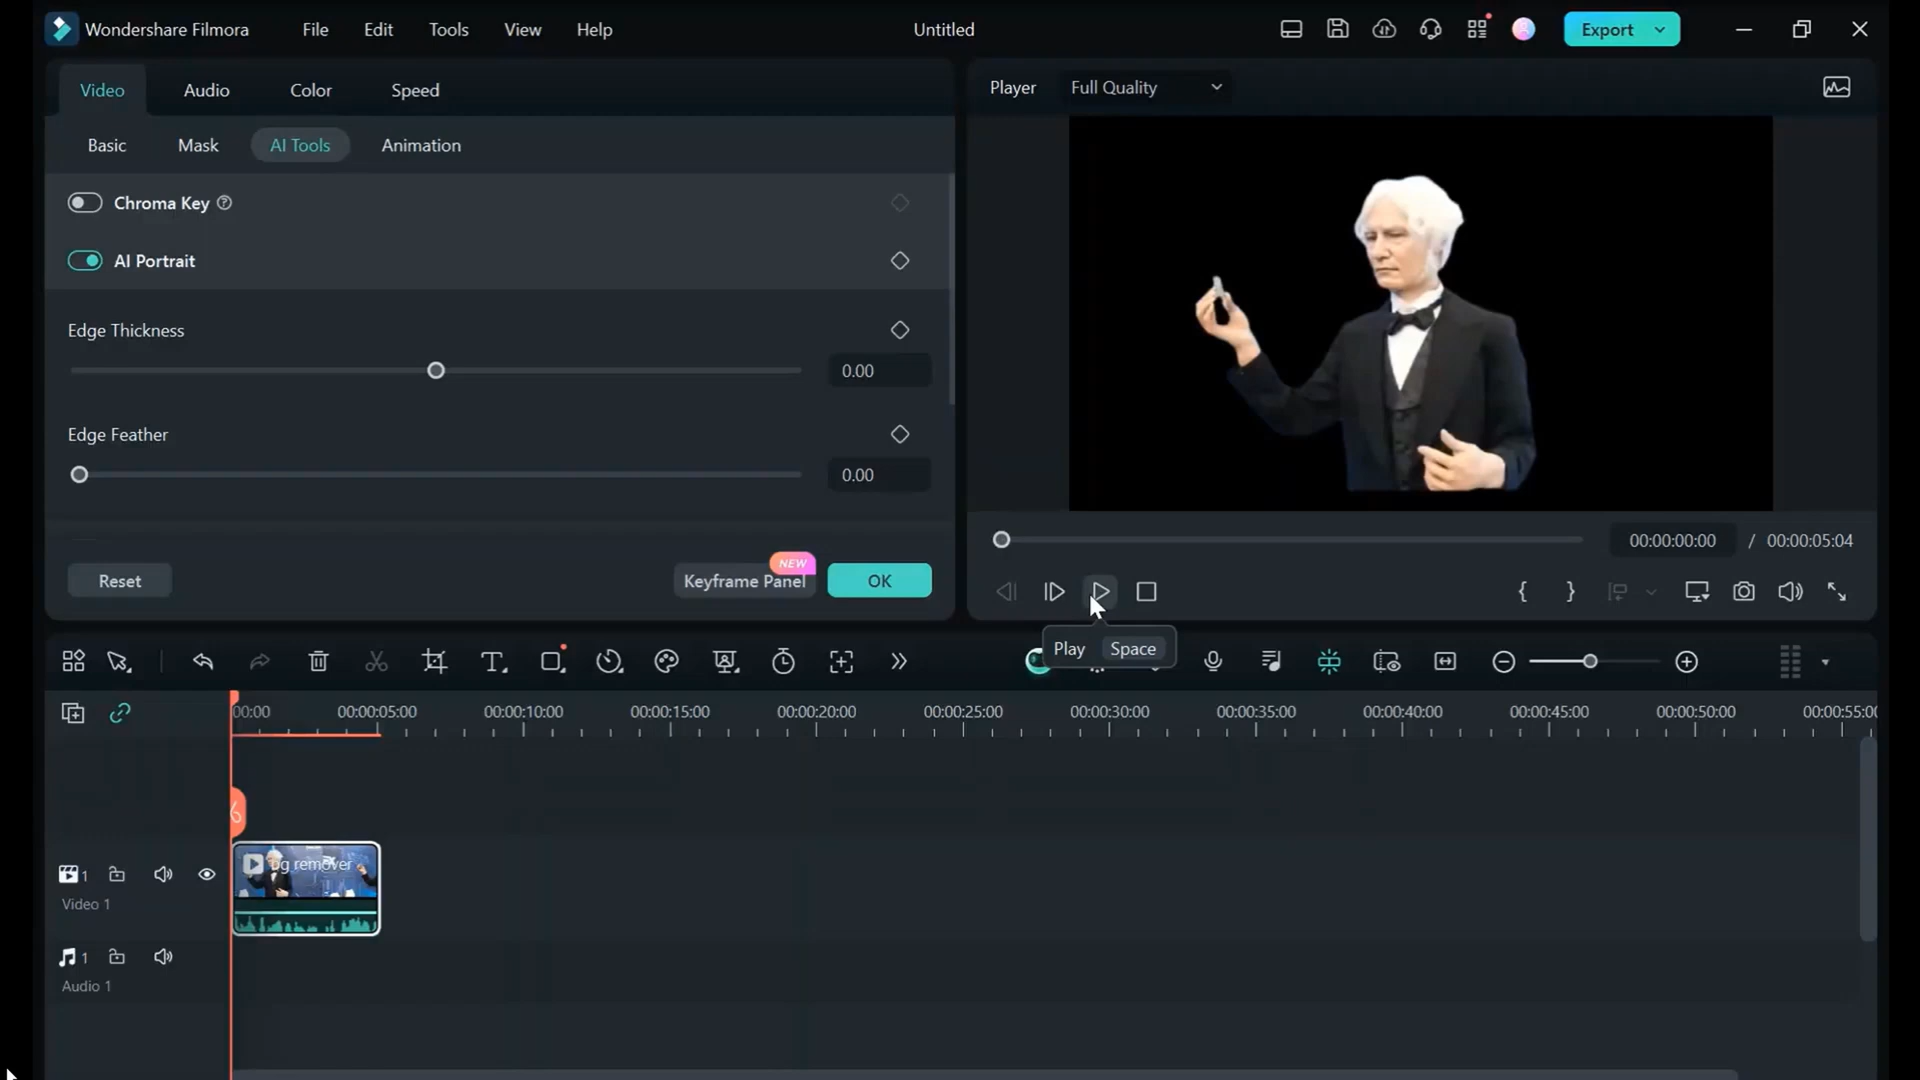 Wondershare Filmora File Edit Tools View Help Untitled Export
Video Audio Color Speed
Player Full Quality
Basic Mask AI Tools Animation
Chroma Key
AI Portrait
Edge Thickness
0.00
Edge Feather
0.00
NEW
Reset Keyframe Panel OK
00:00:00:00 / 00:00:05:04
Play Space
00:00 00:00:05:00 00:00:10:00 00:00:15:00 00:00:20:00 00:00:25:00 00:00:30:00 00:00:35:00 00:00:40:00 00:00:45:00 00:00:50:00 00:00:55:00
bg remover
1
Video 1
1
Audio 1